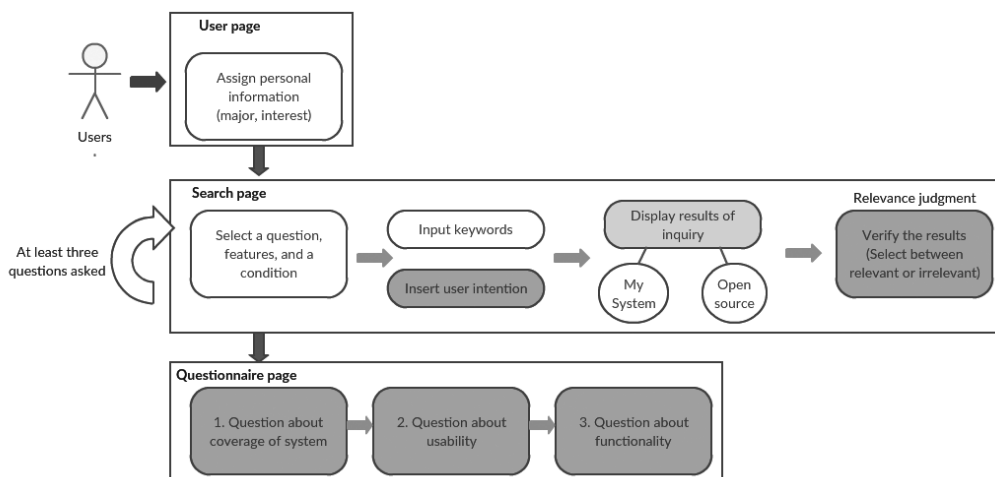 User page
Assign personal
information
(major, interest)
Users
Search page
At least three
questions asked
Select a question,
features, and a
condition
Input keywords
Insert user intention
Display results of
inquiry
My
System
Open
source
Relevance judgment
Verify the results
(Select between
relevant or irrelevant)
Questionnaire page
1. Question about
coverage of system
2. Question about
usability
3. Question about
functionality